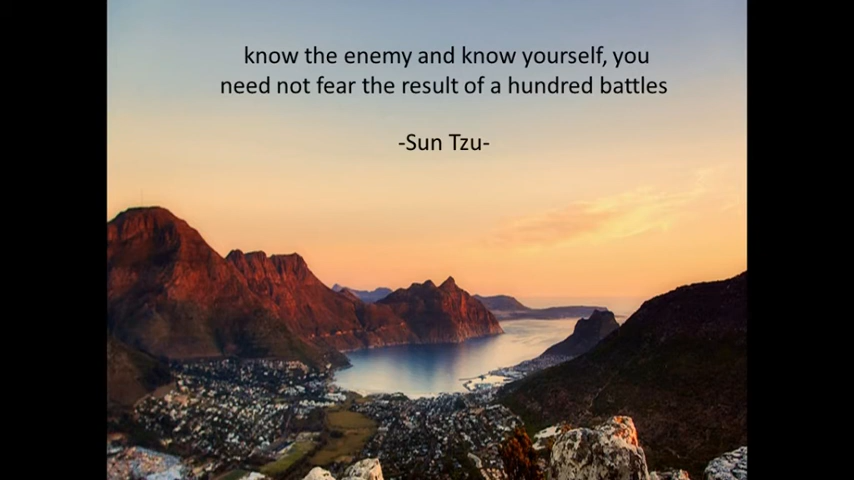 know the enemy and know yourself, you
need not fear the result of a hundred battles
-Sun Tzu-